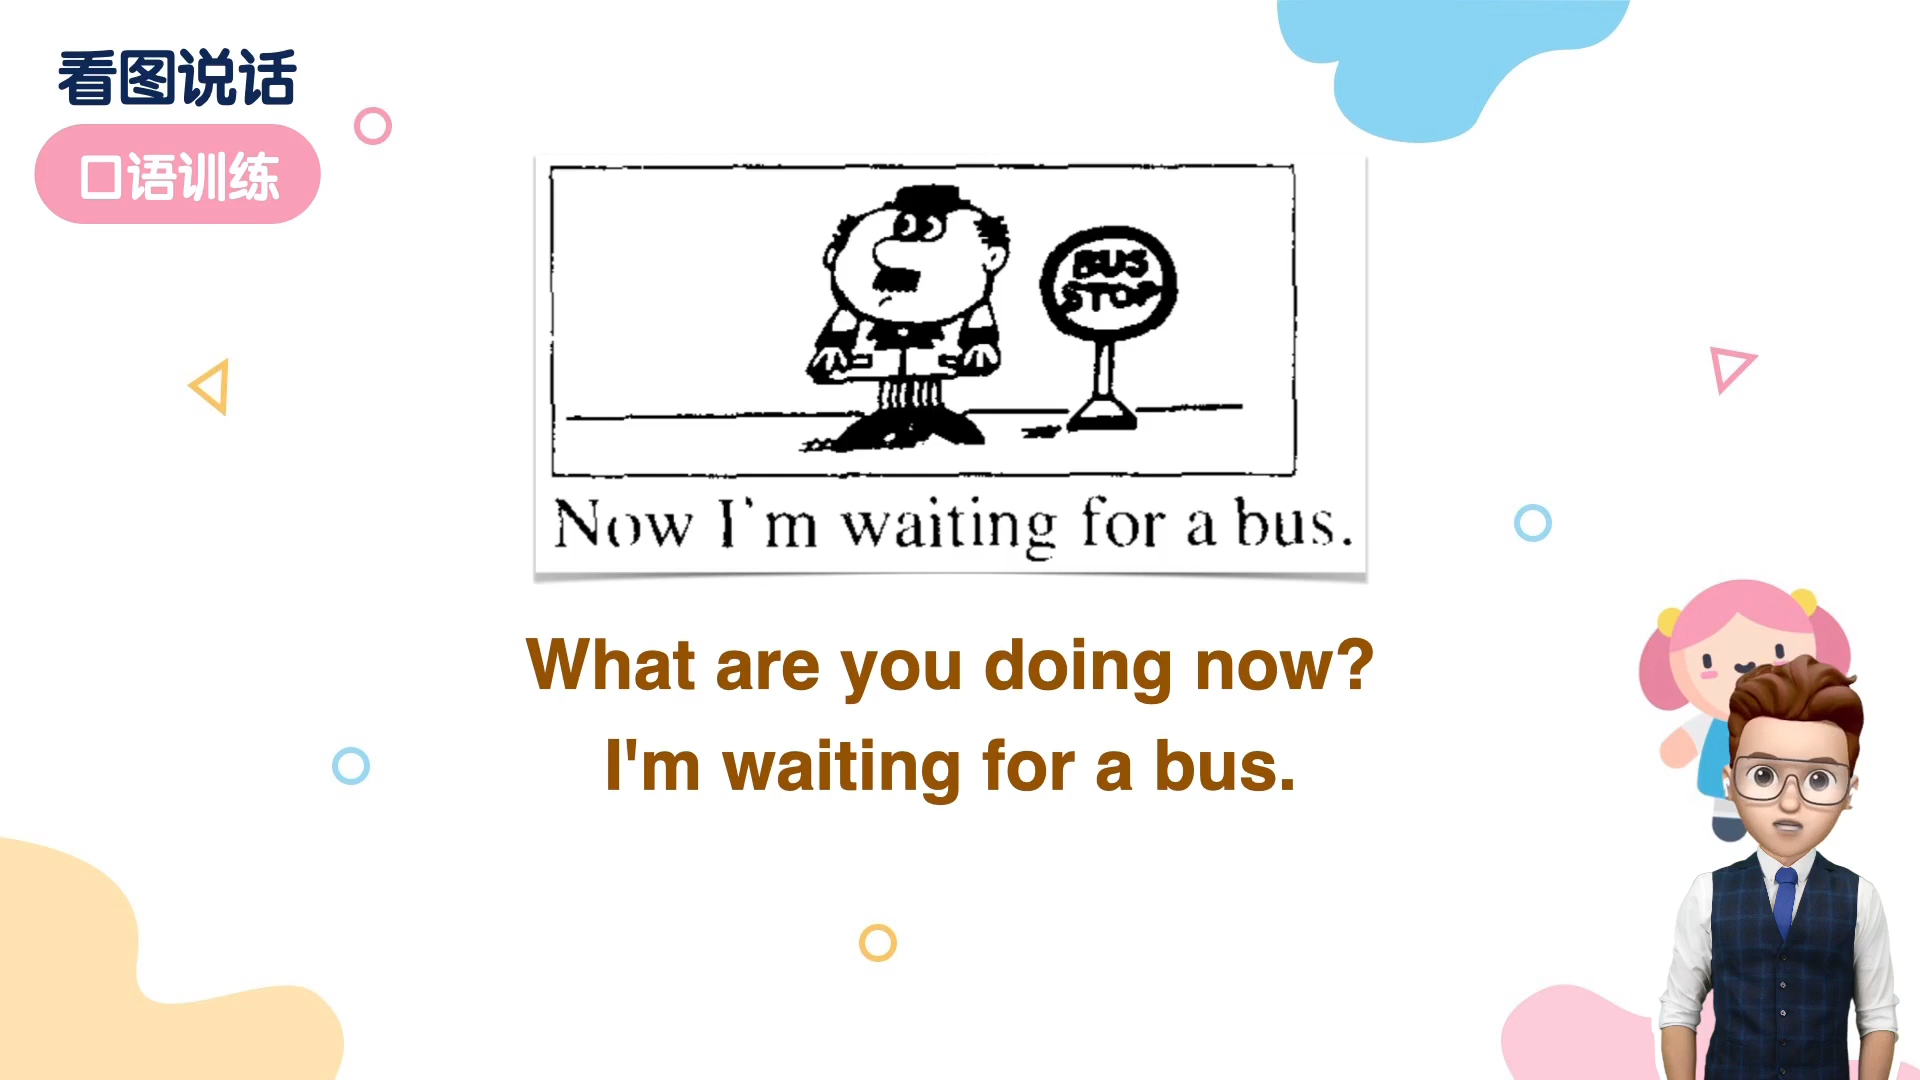 看图说话
口语训练
BUS
STOP
Now I'm waiting for a bus.
What are you doing now?
I'm waiting for a bus.